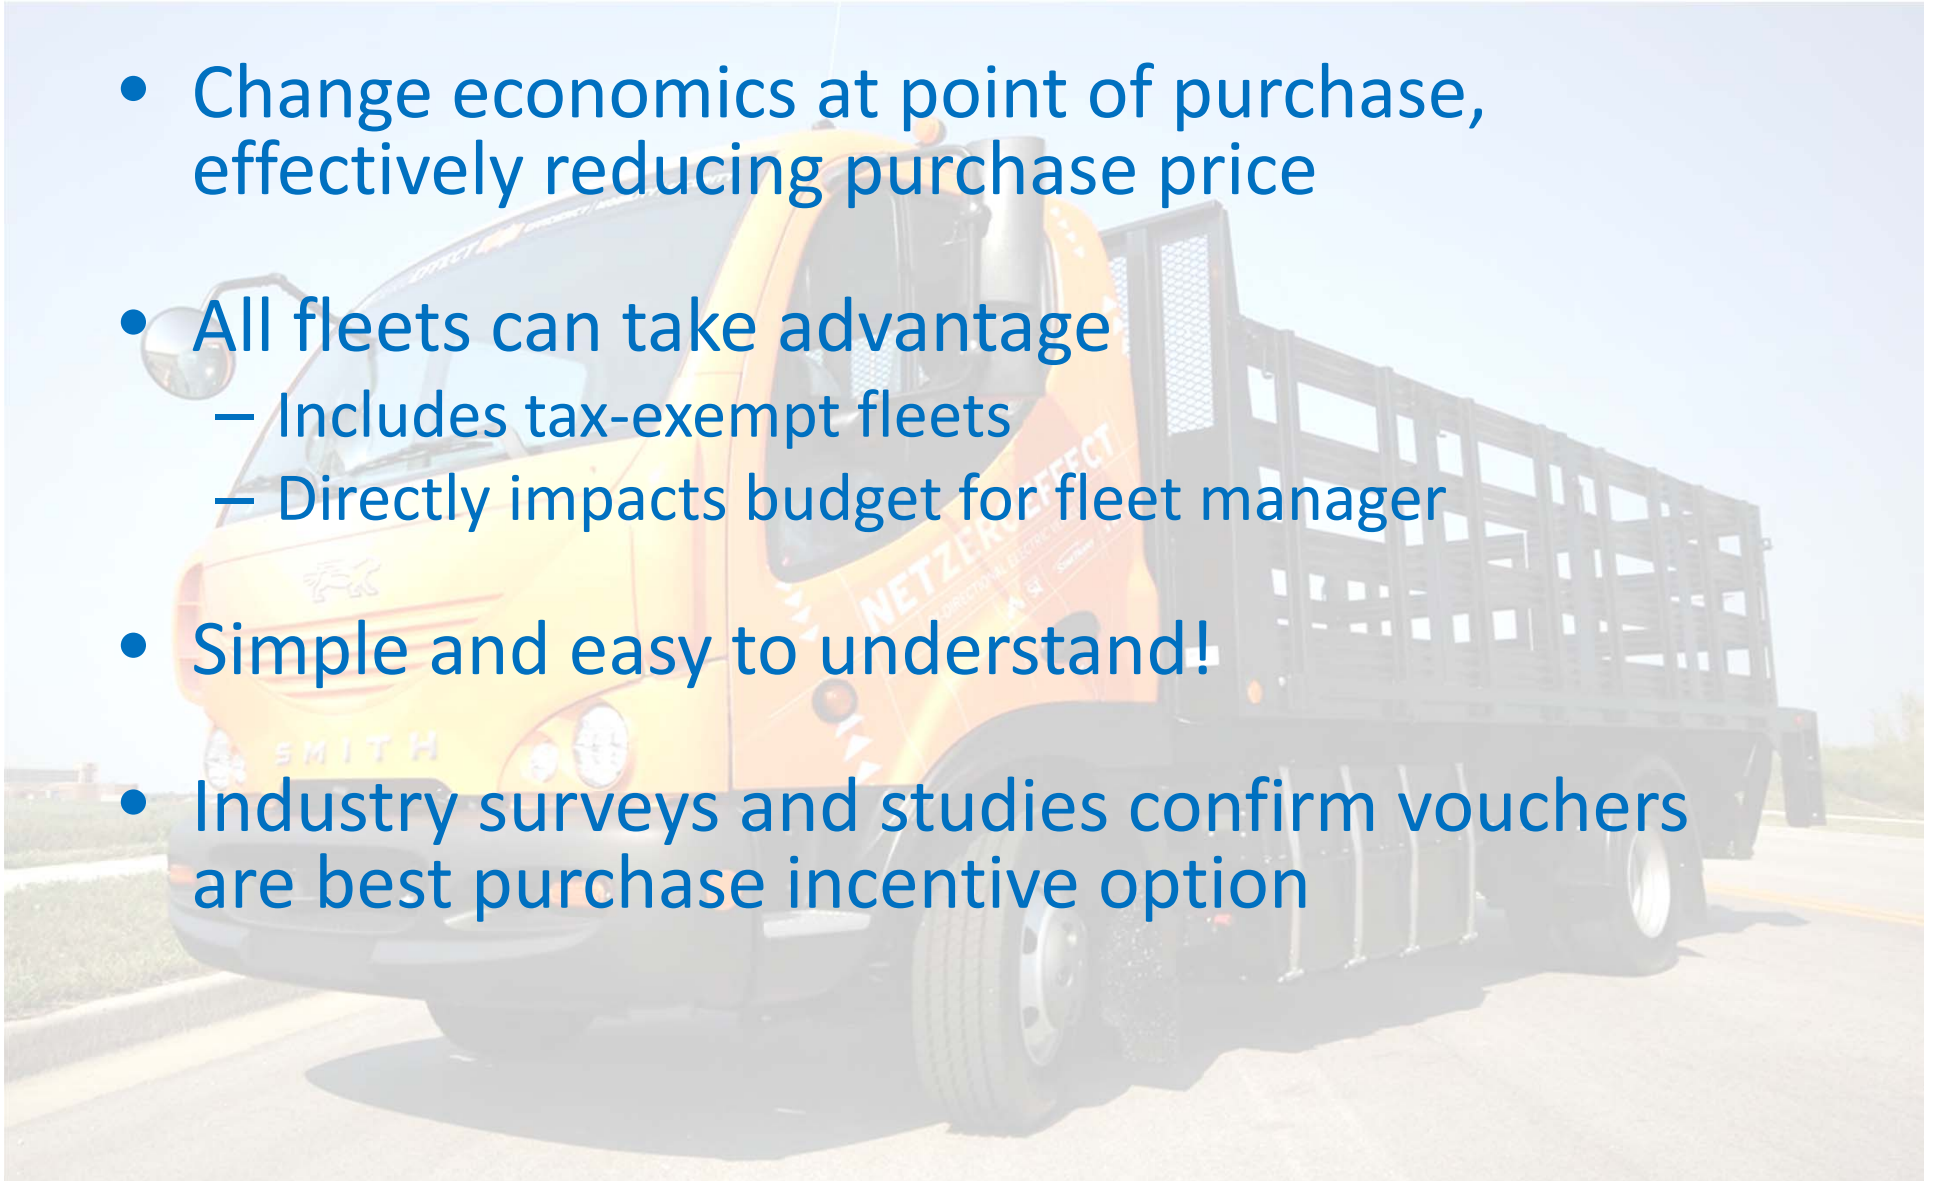 • Change economics at point of purchase,
effectively reducing purchase price
• All fleets can take advantage
– Includes tax-exempt fleets
– Directly impacts budget for fleet manager
• Simple and easy to understand!
• Industry surveys and studies confirm vouchers
are best purchase incentive option
NETZEROEFFECT
SMITH